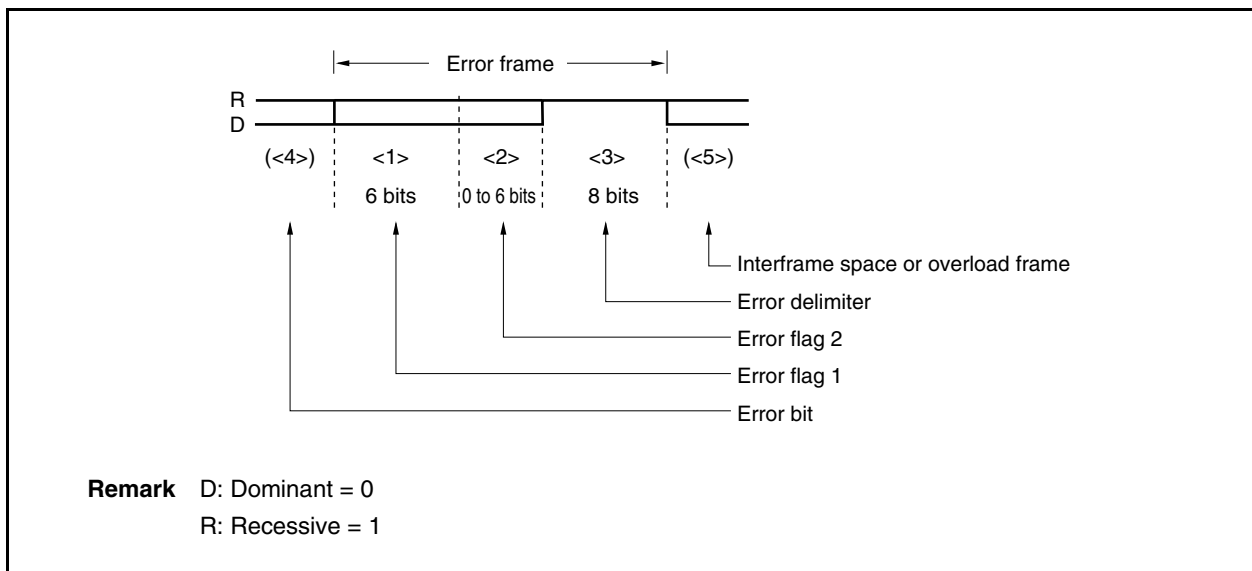 Error frame
R
D
(<4>) <1> <2> <3> (<5>)
6 bits 0 to 6 bits 8 bits
Interframe space or overload frame
Error delimiter
Error flag 2
Error flag 1
Error bit
Remark D: Dominant = 0
R: Recessive = 1